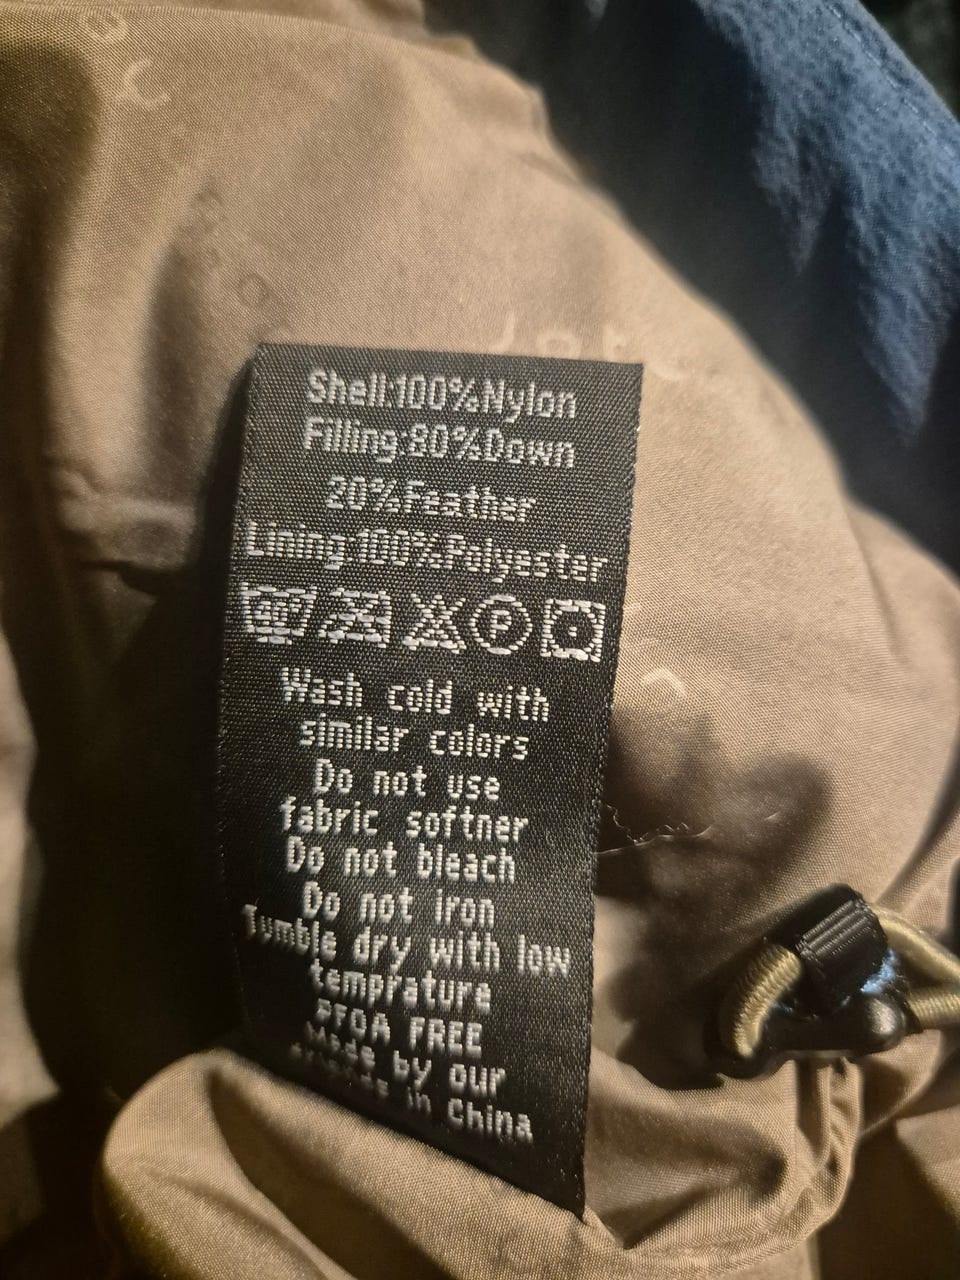 Shell:100%Nylon
Filling:80%Down
20%Feather
Lining:100%Polyester
40
P
Wash cold with
similar colors
Do not use
fabric softner
Do not bleach
Do not iron
Tumble dry with low
temprature
PFOA FREE
Made by our
in China